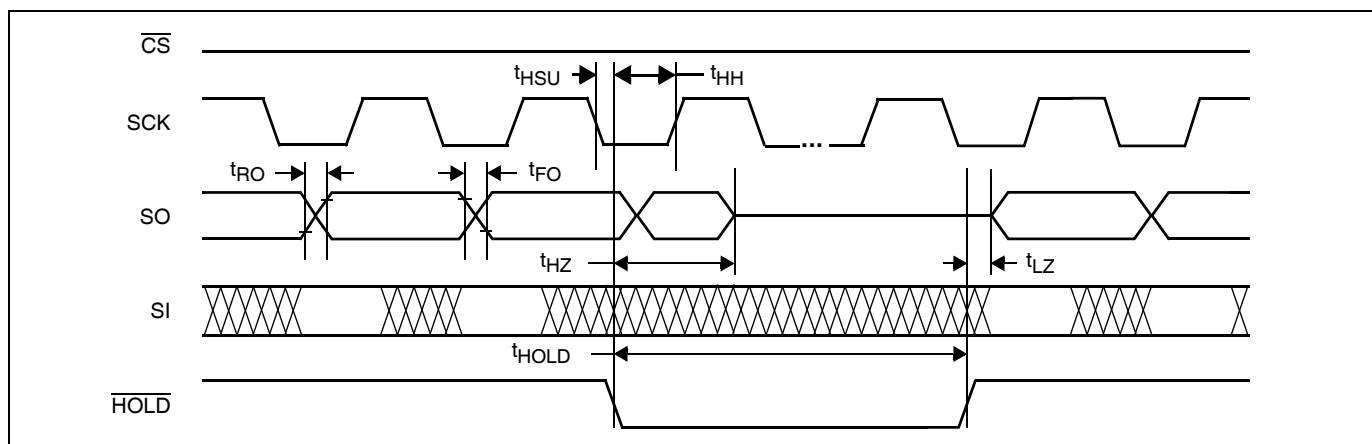 CS
tHSU tHH
SCK
...
tRO tFO
SO
tHZ tLZ
SI
tHOLD
HOLD